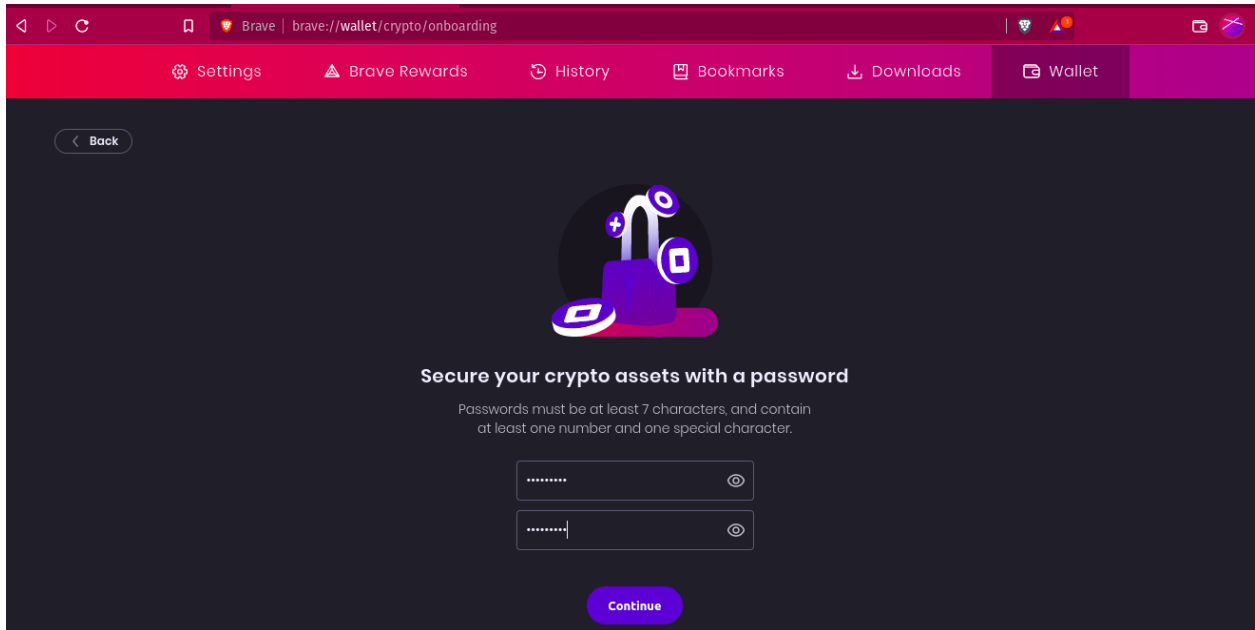 Brave brave://wallet/crypto/onboarding
Settings Brave Rewards History Bookmarks Downloads Wallet
Back
Secure your crypto assets with a password
Passwords must be at least 7 characters, and contain
at least one number and one special character.
•••••••••
•••••••••
Continue